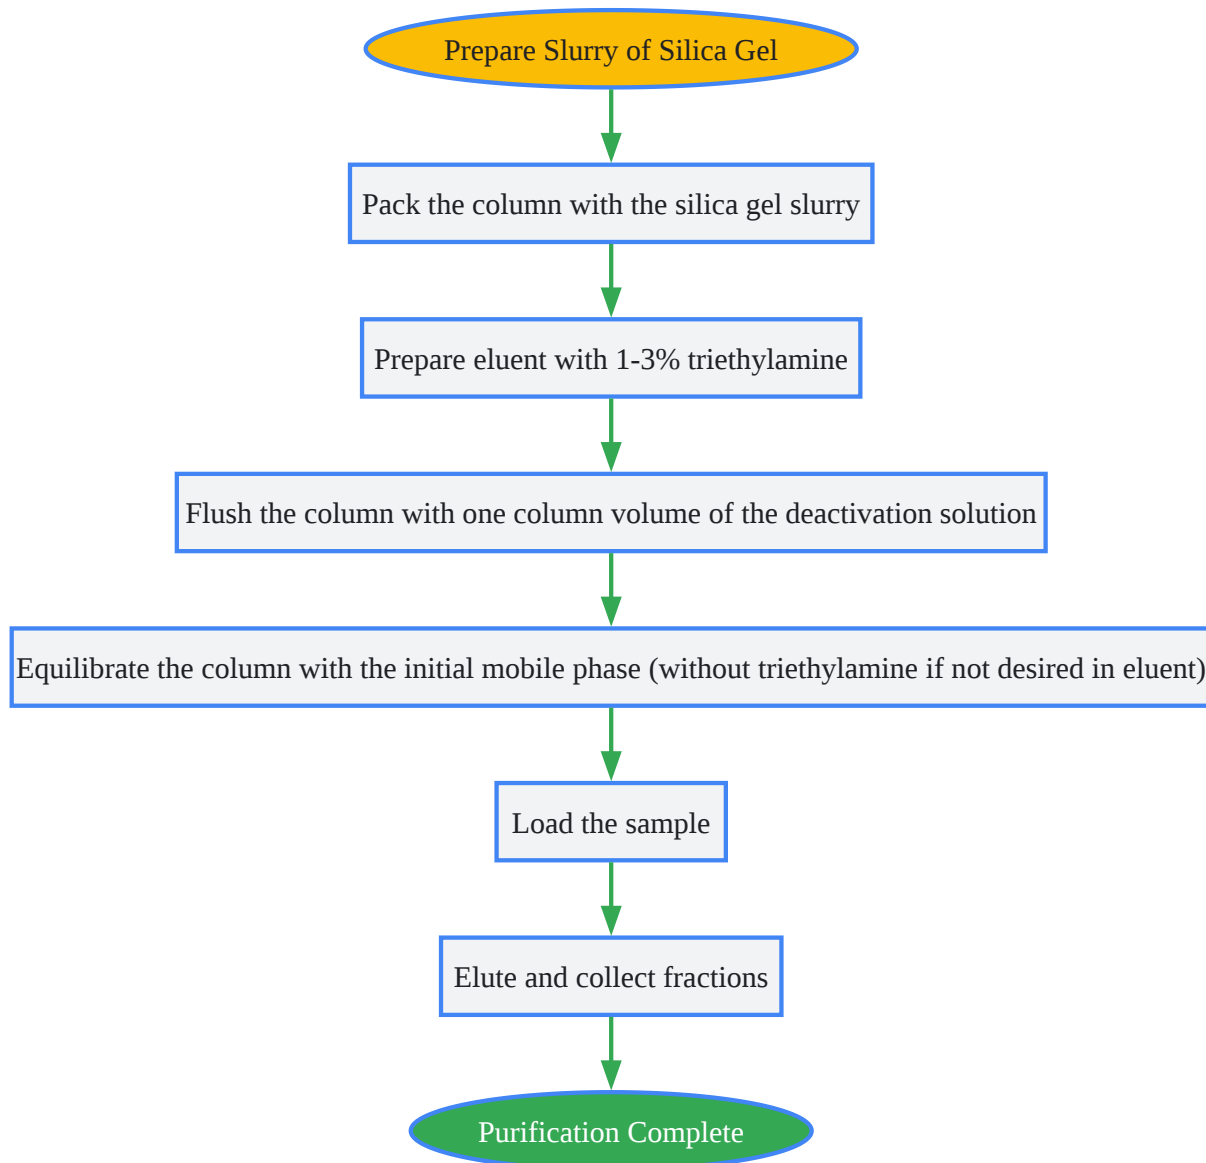 Prepare Slurry of Silica Gel
Pack the column with the silica gel slurry
Prepare eluent with 1-3% triethylamine
Flush the column with one column volume of the deactivation solution
Equilibrate the column with the initial mobile phase (without triethylamine if not desired in eluent)
Load the sample
Elute and collect fractions
Purification Complete